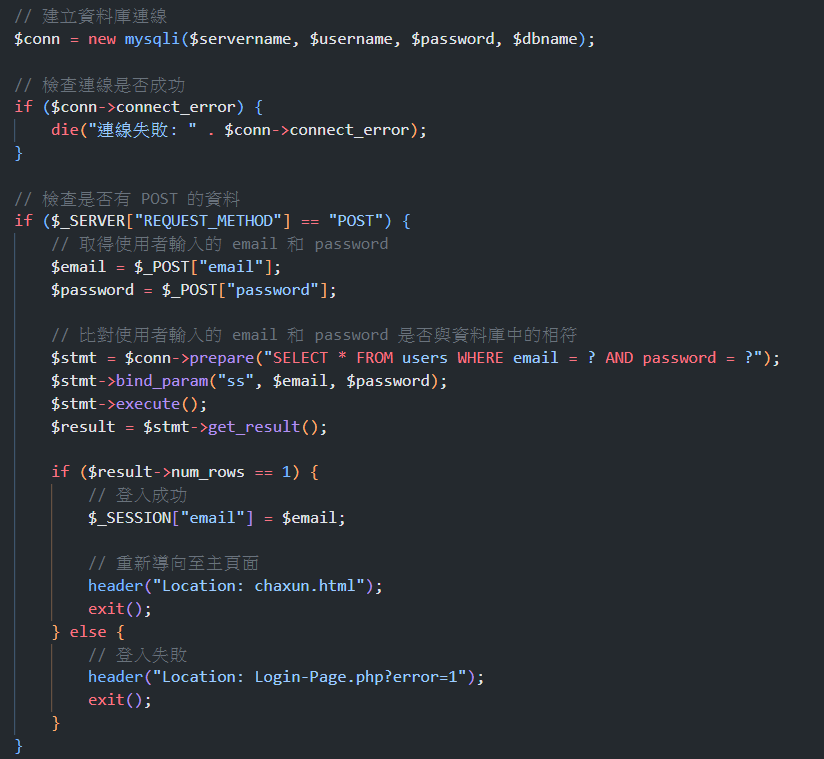 // 建立資料庫連線
$conn = new mysqli($servername, $username, $password, $dbname);
// 檢查連線是否成功
if ($conn->connect_error) {
die("連線失敗: " . $conn->connect_error);
}
// 檢查是否有 POST 的資料
if ($_SERVER["REQUEST_METHOD"] == "POST") {
// 取得使用者輸入的 email 和 password
$email = $_POST["email"];
$password = $_POST["password"];
// 比對使用者輸入的 email 和 password 是否與資料庫中的相符
$stmt = $conn->prepare("SELECT * FROM users WHERE email = ? AND password = ?");
$stmt->bind_param("ss", $email, $password);
$stmt->execute();
$result = $stmt->get_result();
if ($result->num_rows == 1) {
// 登入成功
$_SESSION["email"] = $email;
// 重新導向至主頁面
header("Location: chaxun.html");
exit();
} else {
// 登入失敗
header("Location: Login-Page.php?error=1");
exit();
}
}